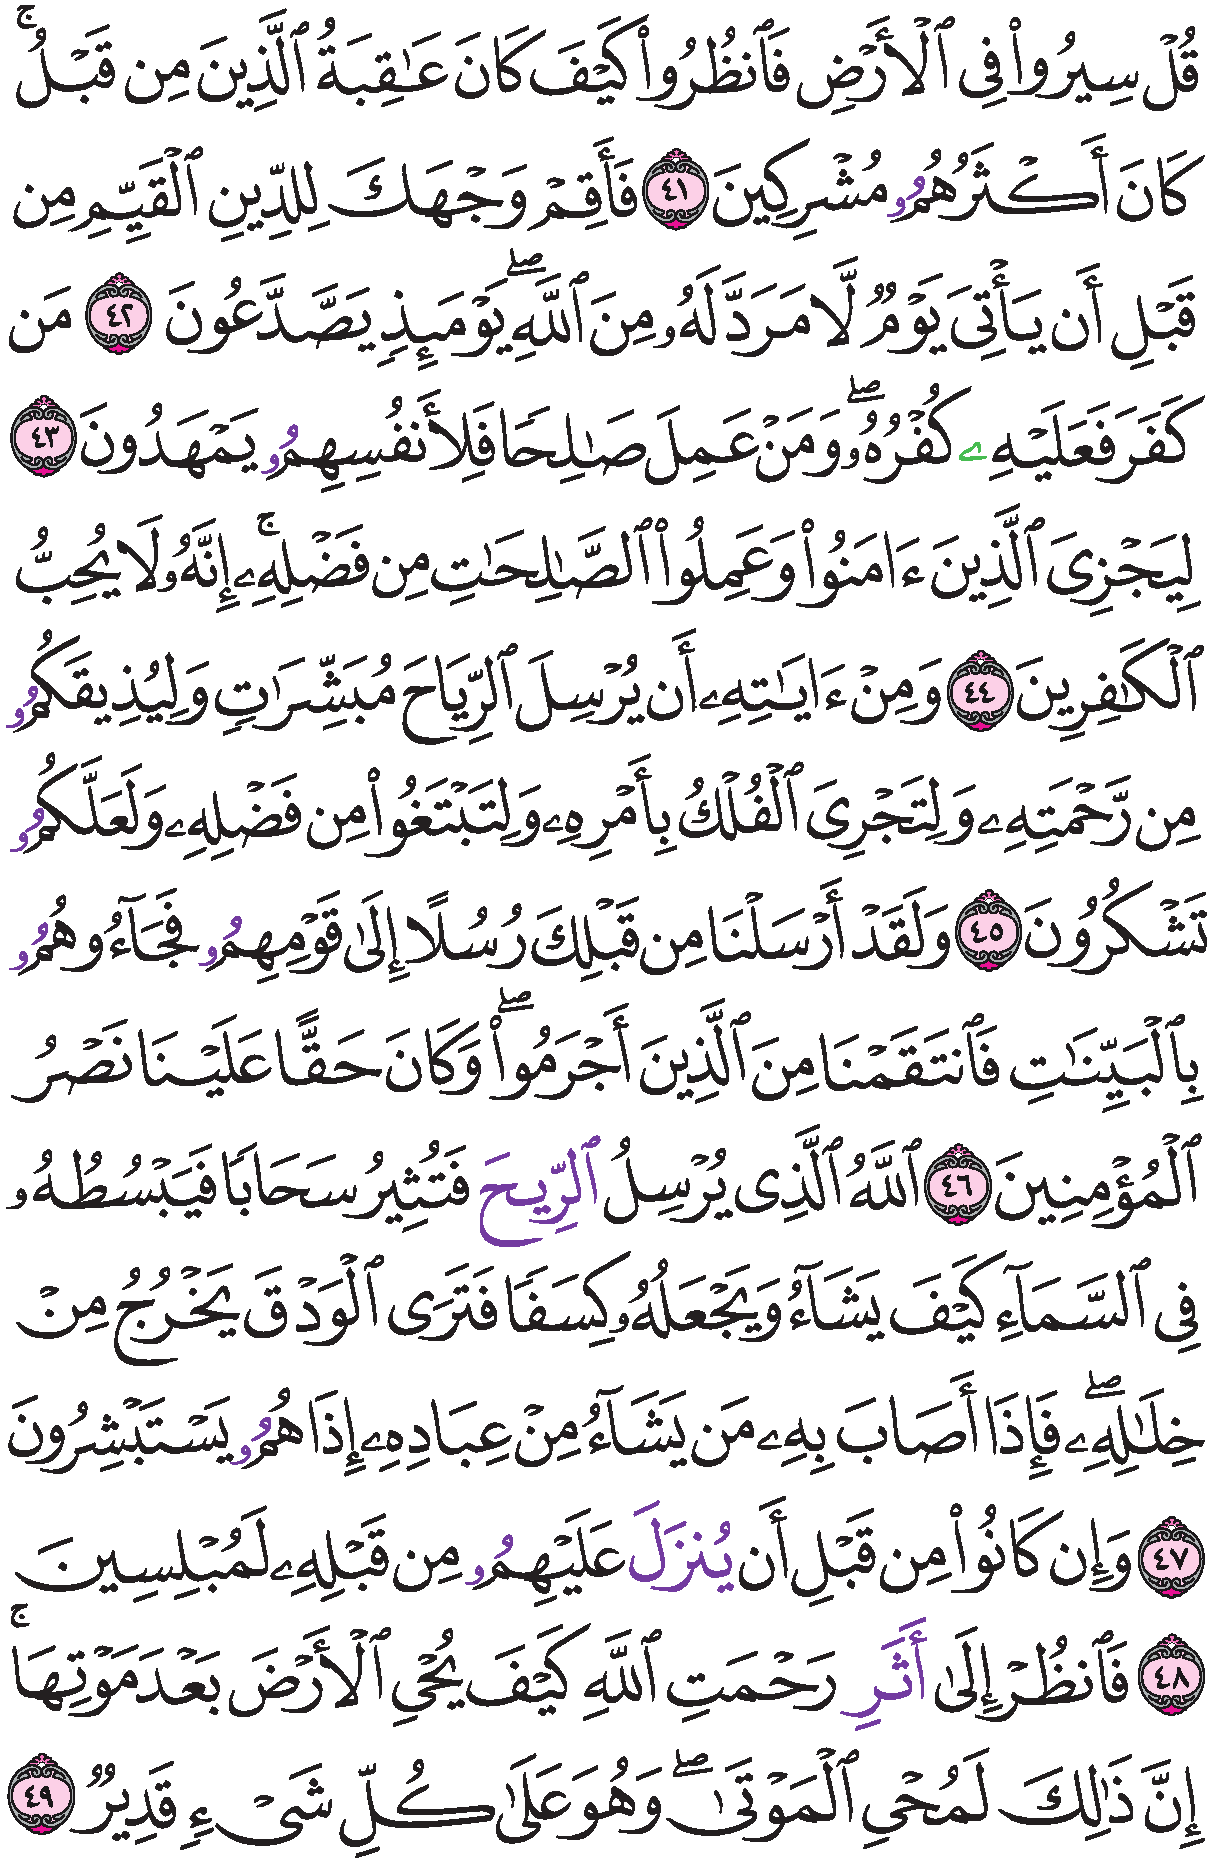 قُلۡ سِيرُواْ فِي ٱلۡأَرۡضِ فَٱنظُرُواْ كَيۡفَ كَانَ عَٰقِبَةُ ٱلَّذِينَ مِن قَبۡلُۚ
كَانَ أَكۡثَرُهُمُۥ مُشۡرِكِينَ ٤١ فَأَقِمۡ وَجۡهَكَ لِلدِّينِ ٱلۡقَيِّمِ مِن
قَبۡلِ أَن يَأۡتِيَ يَوۡمٞ لَّا مَرَدَّ لَهُۥ مِنَ ٱللَّهِۖ يَوۡمَئِذٖ يَصَّدَّعُونَ ٤٢ مَن
كَفَرَ فَعَلَيۡهِۦ كُفۡرُهُۥۖ وَمَنۡ عَمِلَ صَٰلِحٗا فَلِأَنفُسِهِمُۥ يَمۡهَدُونَ ٤٣
لِيَجۡزِيَ ٱلَّذِينَ ءَامَنُواْ وَعَمِلُواْ ٱلصَّٰلِحَٰتِ مِن فَضۡلِهِۦٓۚ إِنَّهُۥ لَا يُحِبُّ
ٱلۡكَٰفِرِينَ ٤٤ وَمِنۡ ءَايَٰتِهِۦ أَن يُرۡسِلَ ٱلرِّيَاحَ مُبَشِّرَٰتٖ وَلِيُذِيقَكُمُۥ
مِن رَّحۡمَتِهِۦ وَلِتَجۡرِيَ ٱلۡفُلۡكُ بِأَمۡرِهِۦ وَلِتَبۡتَغُواْ مِن فَضۡلِهِۦ وَلَعَلَّكُمُۥ
تَشۡكُرُونَ ٤٥ وَلَقَدۡ أَرۡسَلۡنَا مِن قَبۡلِكَ رُسُلًا إِلَىٰ قَوۡمِهِمُۥ فَجَآءُوهُمُۥ
بِٱلۡبَيِّنَٰتِ فَٱنتَقَمۡنَا مِنَ ٱلَّذِينَ أَجۡرَمُواْۖ وَكَانَ حَقًّا عَلَيۡنَا نَصۡرُ
ٱلۡمُؤۡمِنِينَ ٤٦ ٱللَّهُ ٱلَّذِي يُرۡسِلُ ٱلرِّيحَ فَتُثِيرُ سَحَابٗا فَيَبۡسُطُهُۥ
فِي ٱلسَّمَآءِ كَيۡفَ يَشَآءُ وَيَجۡعَلُهُۥ كِسَفٗا فَتَرَى ٱلۡوَدۡقَ يَخۡرُجُ مِنۡ
خِلَٰلِهِۦۖ فَإِذَا أَصَابَ بِهِۦ مَن يَشَآءُ مِنۡ عِبَادِهِۦ إِذَا هُمُۥ يَسۡتَبۡشِرُونَ
٤٧ وَإِن كَانُواْ مِن قَبۡلِ أَن يُنزَلَ عَلَيۡهِمُۥ مِن قَبۡلِهِۦ لَمُبۡلِسِينَ
٤٨ فَٱنظُرۡ إِلَىٰ أَثَرِ رَحۡمَتِ ٱللَّهِ كَيۡفَ يُحۡيِ ٱلۡأَرۡضَ بَعۡدَ مَوۡتِهَاۚ
إِنَّ ذَٰلِكَ لَمُحۡيِ ٱلۡمَوۡتَىٰۖ وَهُوَ عَلَىٰ كُلِّ شَيۡءٖ قَدِيرٞ ٤٩